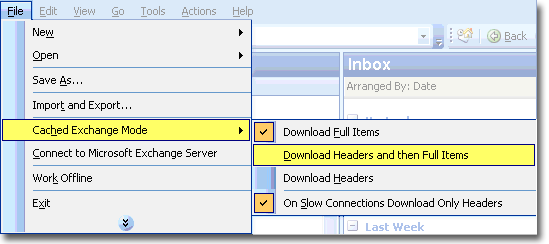 File Edit View Go Tools Actions Help
New
Open
Save As...
Import and Export...
Cached Exchange Mode
Connect to Microsoft Exchange Server
Work Offline
Exit
Back
Inbox
Arranged By: Date
Download Full Items
Download Headers and then Full Items
Download Headers
On Slow Connections Download Only Headers
Last Week